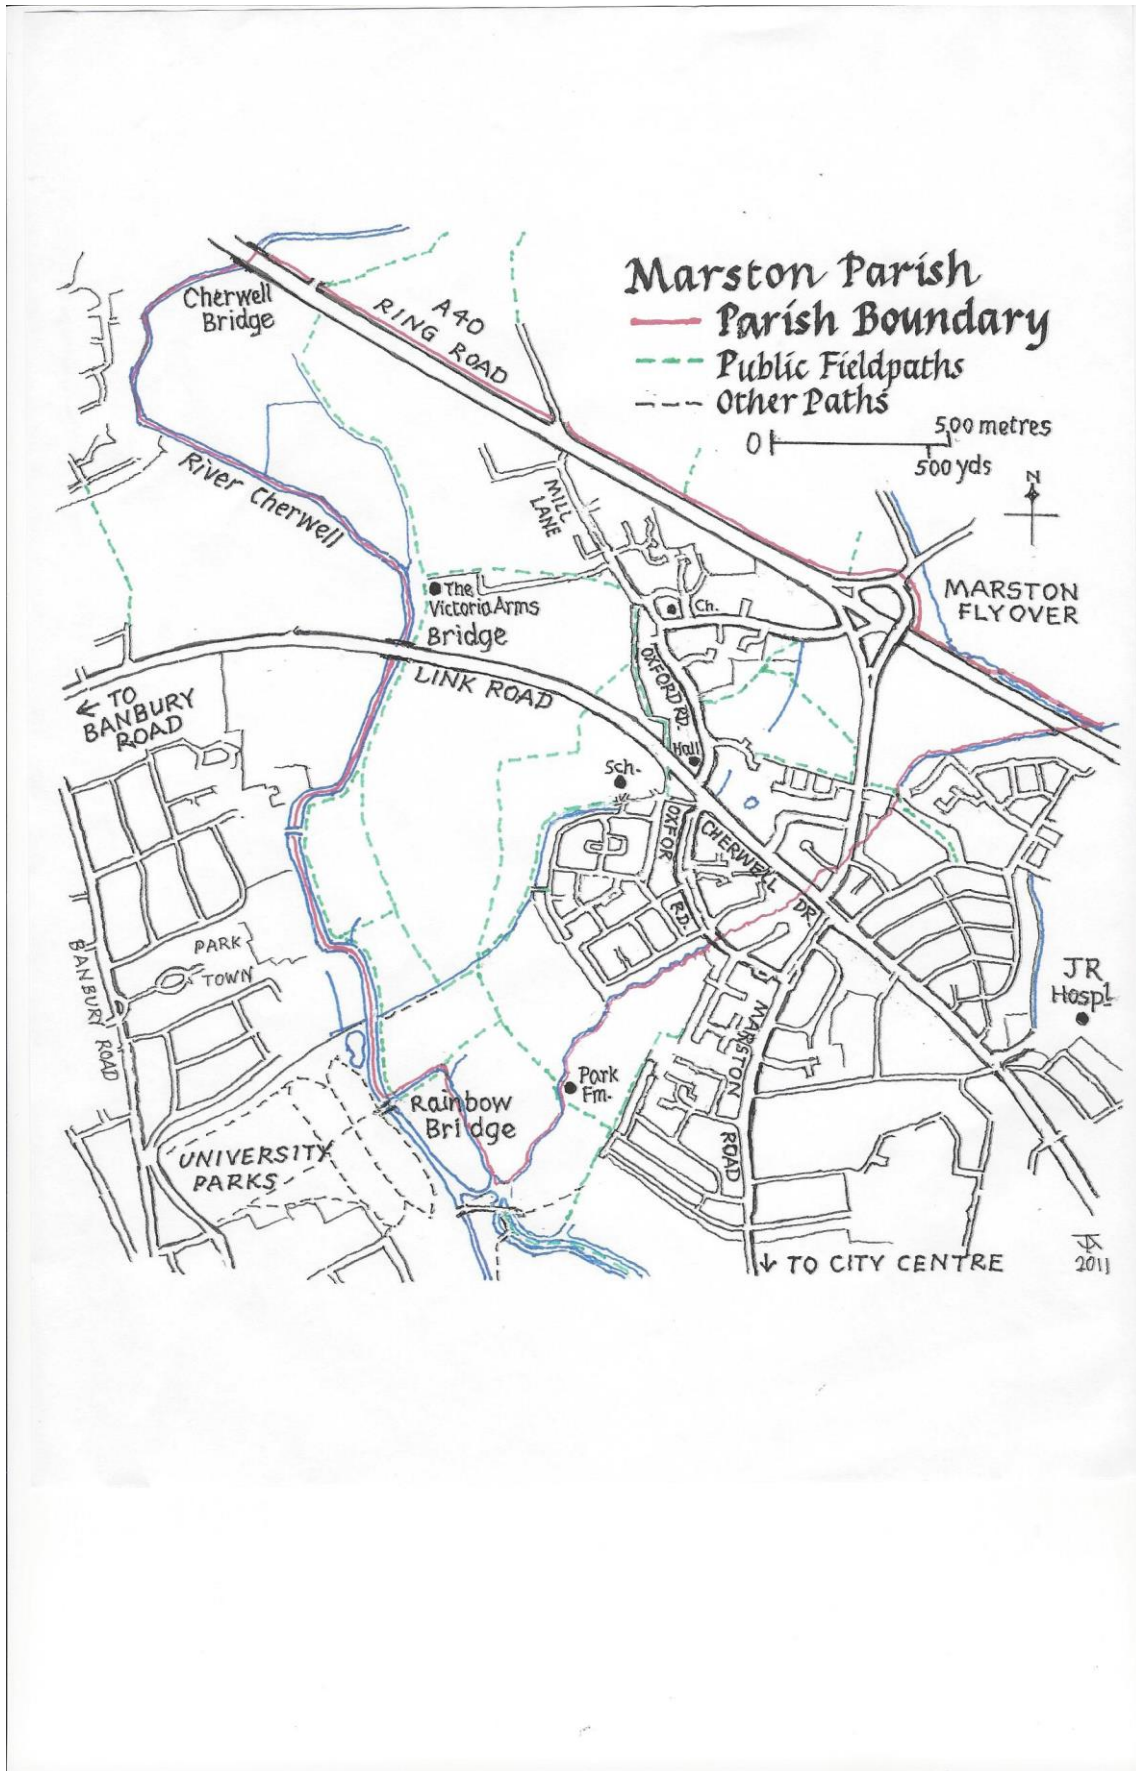 Marston Parish
Parish Boundary
Public Fieldpaths
Other Paths
0
500 metres
500 yds
N
Cherwell
Bridge
A40
RING ROAD
River Cherwell
MILL
LANE
The
Victoria Arms
Bridge
Ch.
MARSTON
FLYOVER
LINK ROAD
OXFORD RD.
← TO
BANBURY
ROAD
Hall
Sch.
OXFOR
RD.
CHERWELL
DR
PARK
TOWN
BANBURY ROAD
JR
Hospl
MARSTON
ROAD
Park
Fm.
Rainbow
Bridge
UNIVERSITY
PARKS
↓ TO CITY CENTRE
2011